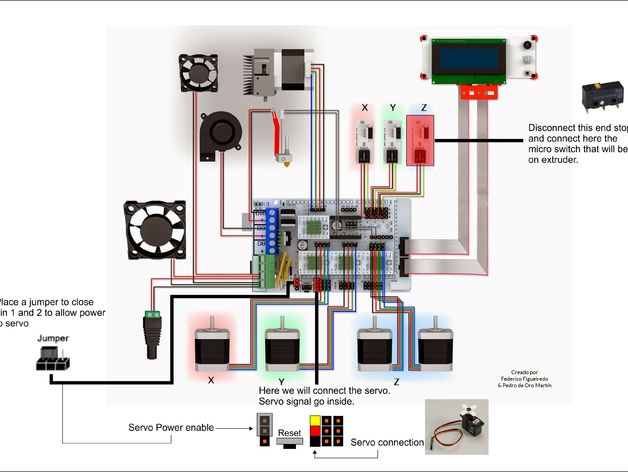 X
Y
Z
Disconnect this end stop
and connect here the
micro switch that will be
on extruder.
lace a jumper to close
in 1 and 2 to allow power
o servo
Jumper
X
Y
Z
Creado por
Federico Figueiredo
& Pedro de Oro Martín
Here we will connect the servo.
Servo signal go inside.
Servo Power enable
Reset
Servo connection